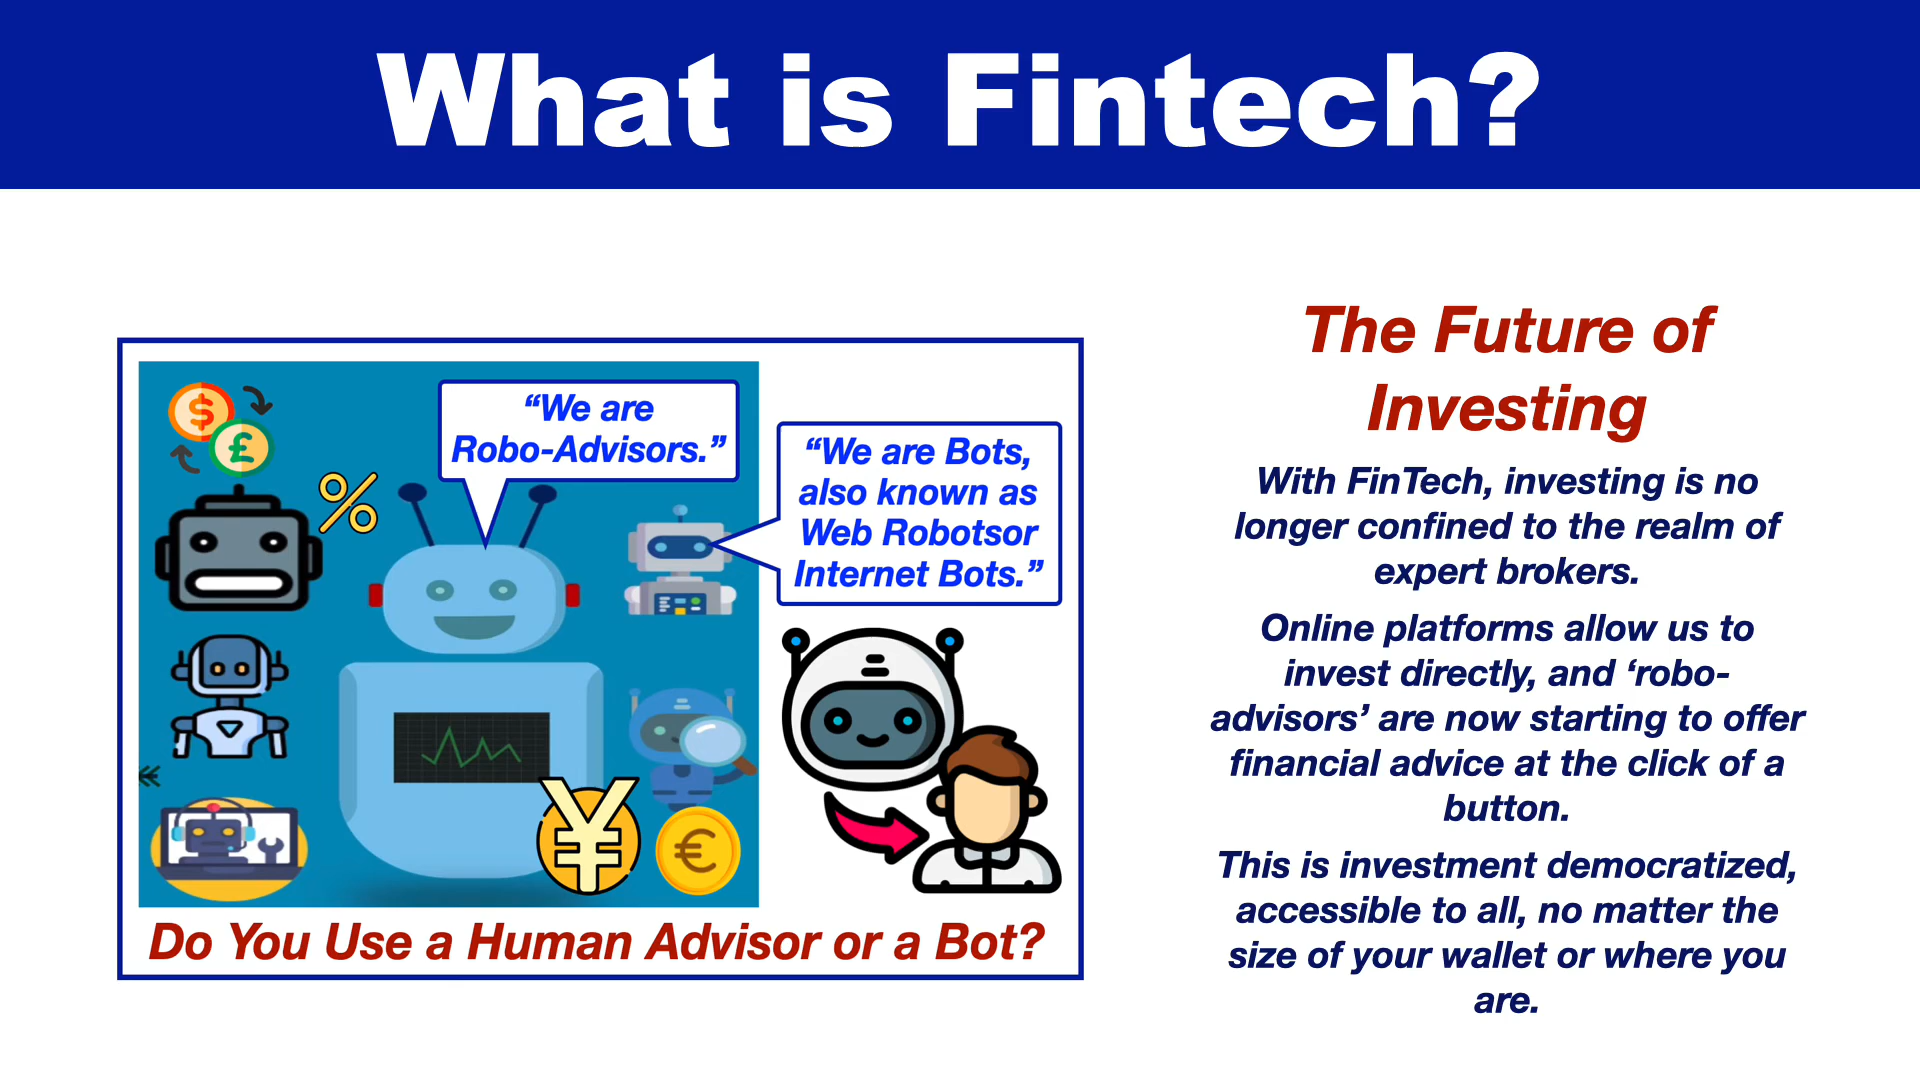 What is Fintech?
“We are
Robo-Advisors.”
“We are Bots,
also known as
Web Robotsor
Internet Bots.”
$
£
%
¥
€
Do You Use a Human Advisor or a Bot?
The Future of
Investing
With FinTech, investing is no
longer confined to the realm of
expert brokers.
Online platforms allow us to
invest directly, and ‘robo-
advisors’ are now starting to offer
financial advice at the click of a
button.
This is investment democratized,
accessible to all, no matter the
size of your wallet or where you
are.